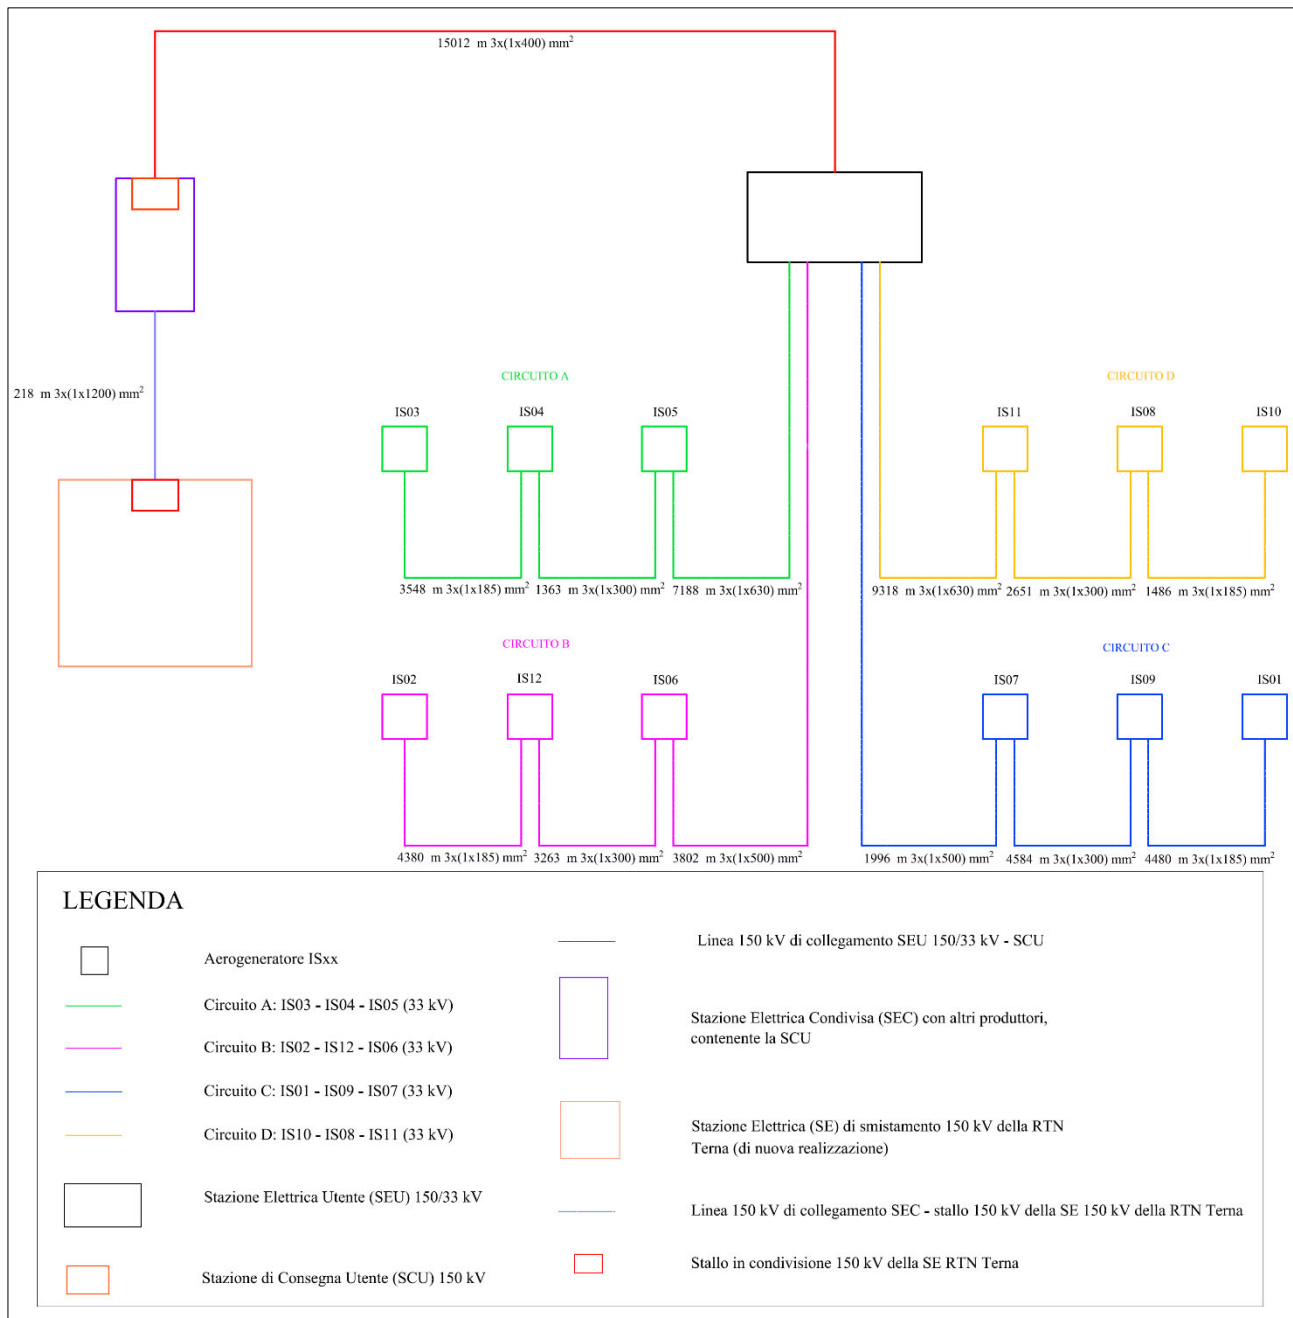 15012 m 3x(1x400) mm²
218 m 3x(1x1200) mm²
CIRCUITO A
CIRCUITO D
IS03 IS04 IS05
IS11 IS08 IS10
3548 m 3x(1x185) mm² 1363 m 3x(1x300) mm² 7188 m 3x(1x630) mm²
9318 m 3x(1x630) mm² 2651 m 3x(1x300) mm² 1486 m 3x(1x185) mm²
CIRCUITO B
CIRCUITO C
IS02 IS12 IS06
IS07 IS09 IS01
4380 m 3x(1x185) mm² 3263 m 3x(1x300) mm² 3802 m 3x(1x500) mm²
1996 m 3x(1x500) mm² 4584 m 3x(1x300) mm² 4480 m 3x(1x185) mm²
LEGENDA
Aerogeneratore ISxx
Circuito A: IS03 - IS04 - IS05 (33 kV)
Circuito B: IS02 - IS12 - IS06 (33 kV)
Circuito C: IS01 - IS09 - IS07 (33 kV)
Circuito D: IS10 - IS08 - IS11 (33 kV)
Stazione Elettrica Utente (SEU) 150/33 kV
Stazione di Consegna Utente (SCU) 150 kV
Linea 150 kV di collegamento SEU 150/33 kV - SCU
Stazione Elettrica Condivisa (SEC) con altri produttori,
contenente la SCU
Stazione Elettrica (SE) di smistamento 150 kV della RTN
Terna (di nuova realizzazione)
Linea 150 kV di collegamento SEC - stallo 150 kV della SE 150 kV della RTN Terna
Stallo in condivisione 150 kV della SE RTN Terna